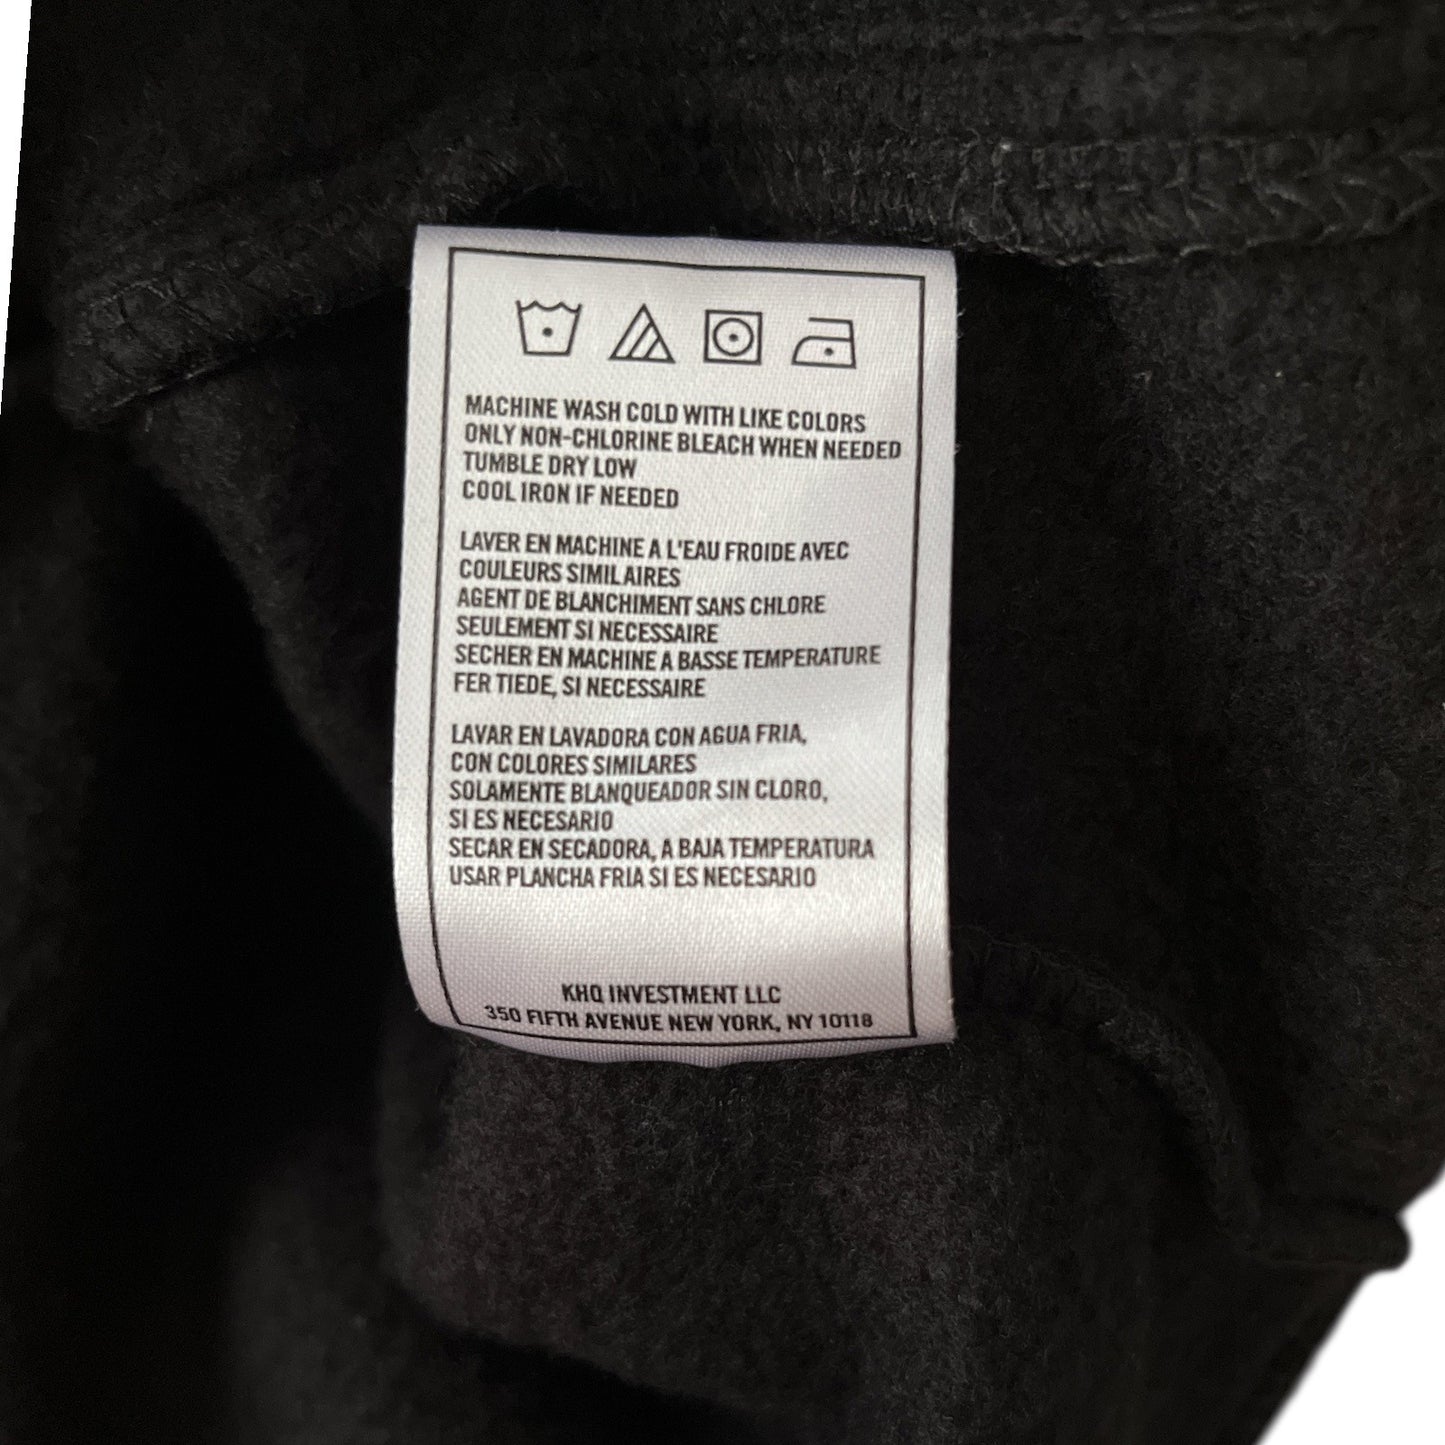 MACHINE WASH COLD WITH LIKE COLORS
ONLY NON-CHLORINE BLEACH WHEN NEEDED
TUMBLE DRY LOW
COOL IRON IF NEEDED
LAVER EN MACHINE A L'EAU FROIDE AVEC
COULEURS SIMILAIRES
AGENT DE BLANCHIMENT SANS CHLORE
SEULEMENT SI NECESSAIRE
SECHER EN MACHINE A BASSE TEMPERATURE
FER TIEDE, SI NECESSAIRE
LAVAR EN LAVADORA CON AGUA FRIA,
CON COLORES SIMILARES
SOLAMENTE BLANQUEADOR SIN CLORO,
SI ES NECESARIO
SECAR EN SECADORA, A BAJA TEMPERATURA
USAR PLANCHA FRIA SI ES NECESARIO
KHQ INVESTMENT LLC
350 FIFTH AVENUE NEW YORK, NY 10118